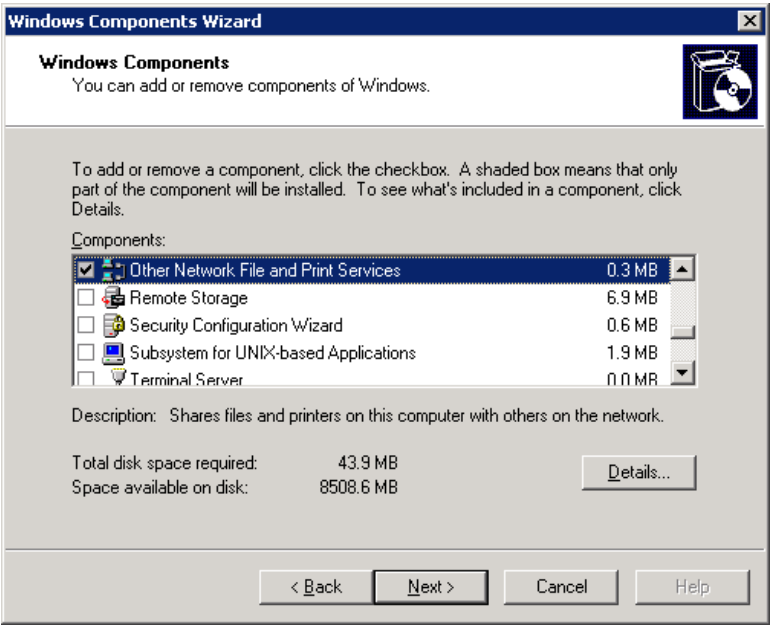 Windows Components Wizard
Windows Components
You can add or remove components of Windows.
To add or remove a component, click the checkbox. A shaded box means that only
part of the component will be installed. To see what's included in a component, click
Details.
Components:
Other Network File and Print Services 0.3 MB
Remote Storage 6.9 MB
Security Configuration Wizard 0.6 MB
Subsystem for UNIX-based Applications 1.9 MB
Terminal Server 0.0 MB
Description: Shares files and printers on this computer with others on the network.
Total disk space required: 43.9 MB
Space available on disk: 8508.6 MB
Details...
< Back Next > Cancel Help